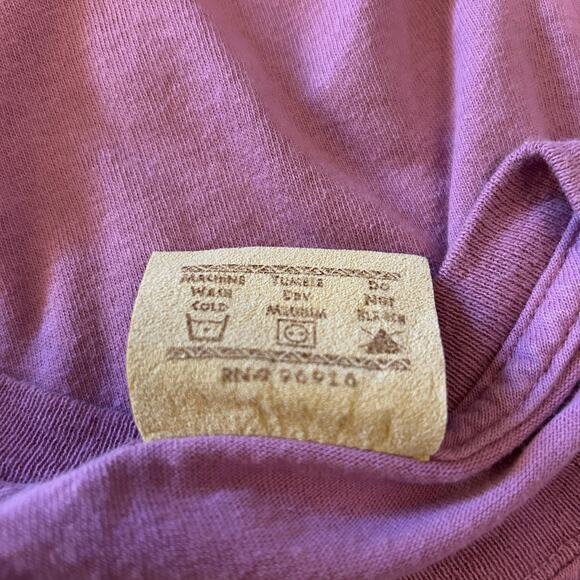 MACHINE WASH COLD
TUMBLE DRY MEDIUM
DO NOT BLEACH
RN# 96916